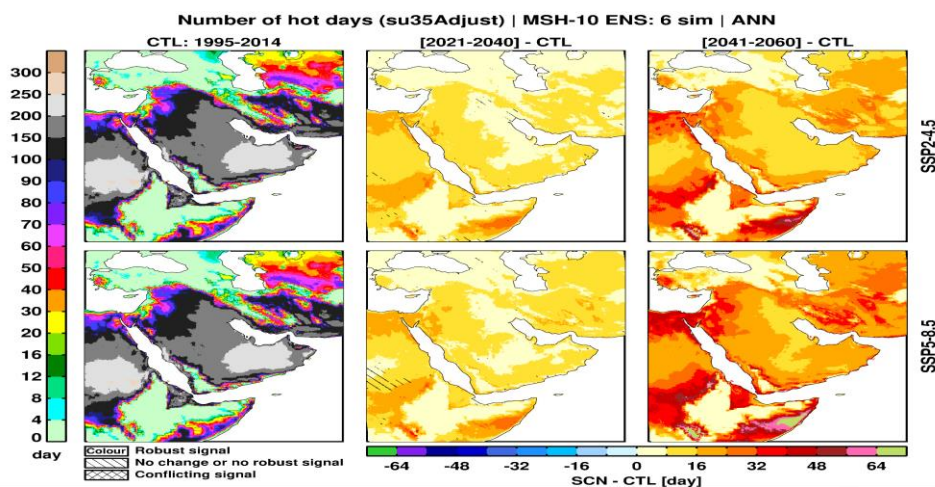 Number of hot days (su35Adjust) | MSH-10 ENS: 6 sim | ANN
CTL: 1995-2014
[2021-2040] - CTL
[2041-2060] - CTL
300
250
200
150
100
90
80
70
60
50
40
30
20
16
12
8
4
0
day
SSP2-4.5
SSP5-8.5
Colour Robust signal
No change or no robust signal
Conflicting signal
-64 -48 -32 -16 0 16 32 48 64
SCN - CTL [day]